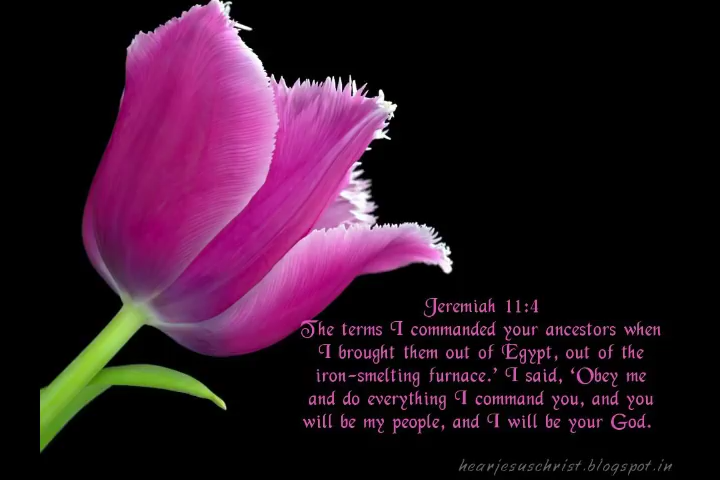 Jeremiah 11:4
The terms I commanded your ancestors when
I brought them out of Egypt, out of the
iron-smelting furnace.' I said, 'Obey me
and do everything I command you, and you
will be my people, and I will be your God.
hearjesuschrist.blogspot.in